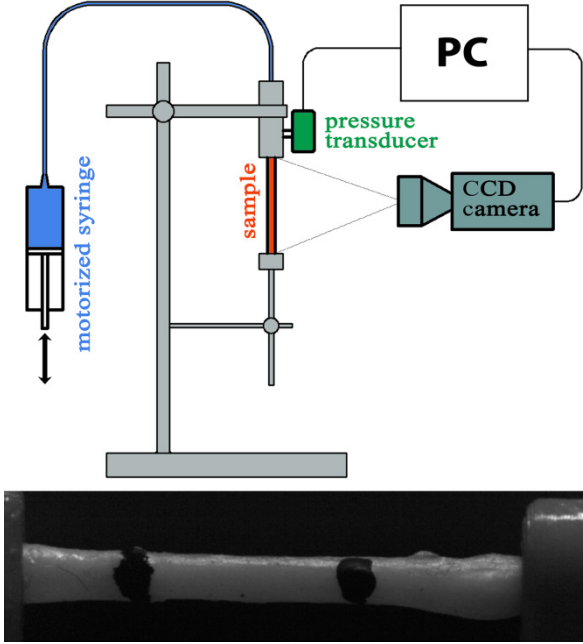 PC
pressure
transducer
CCD
camera
sample
motorized syringe